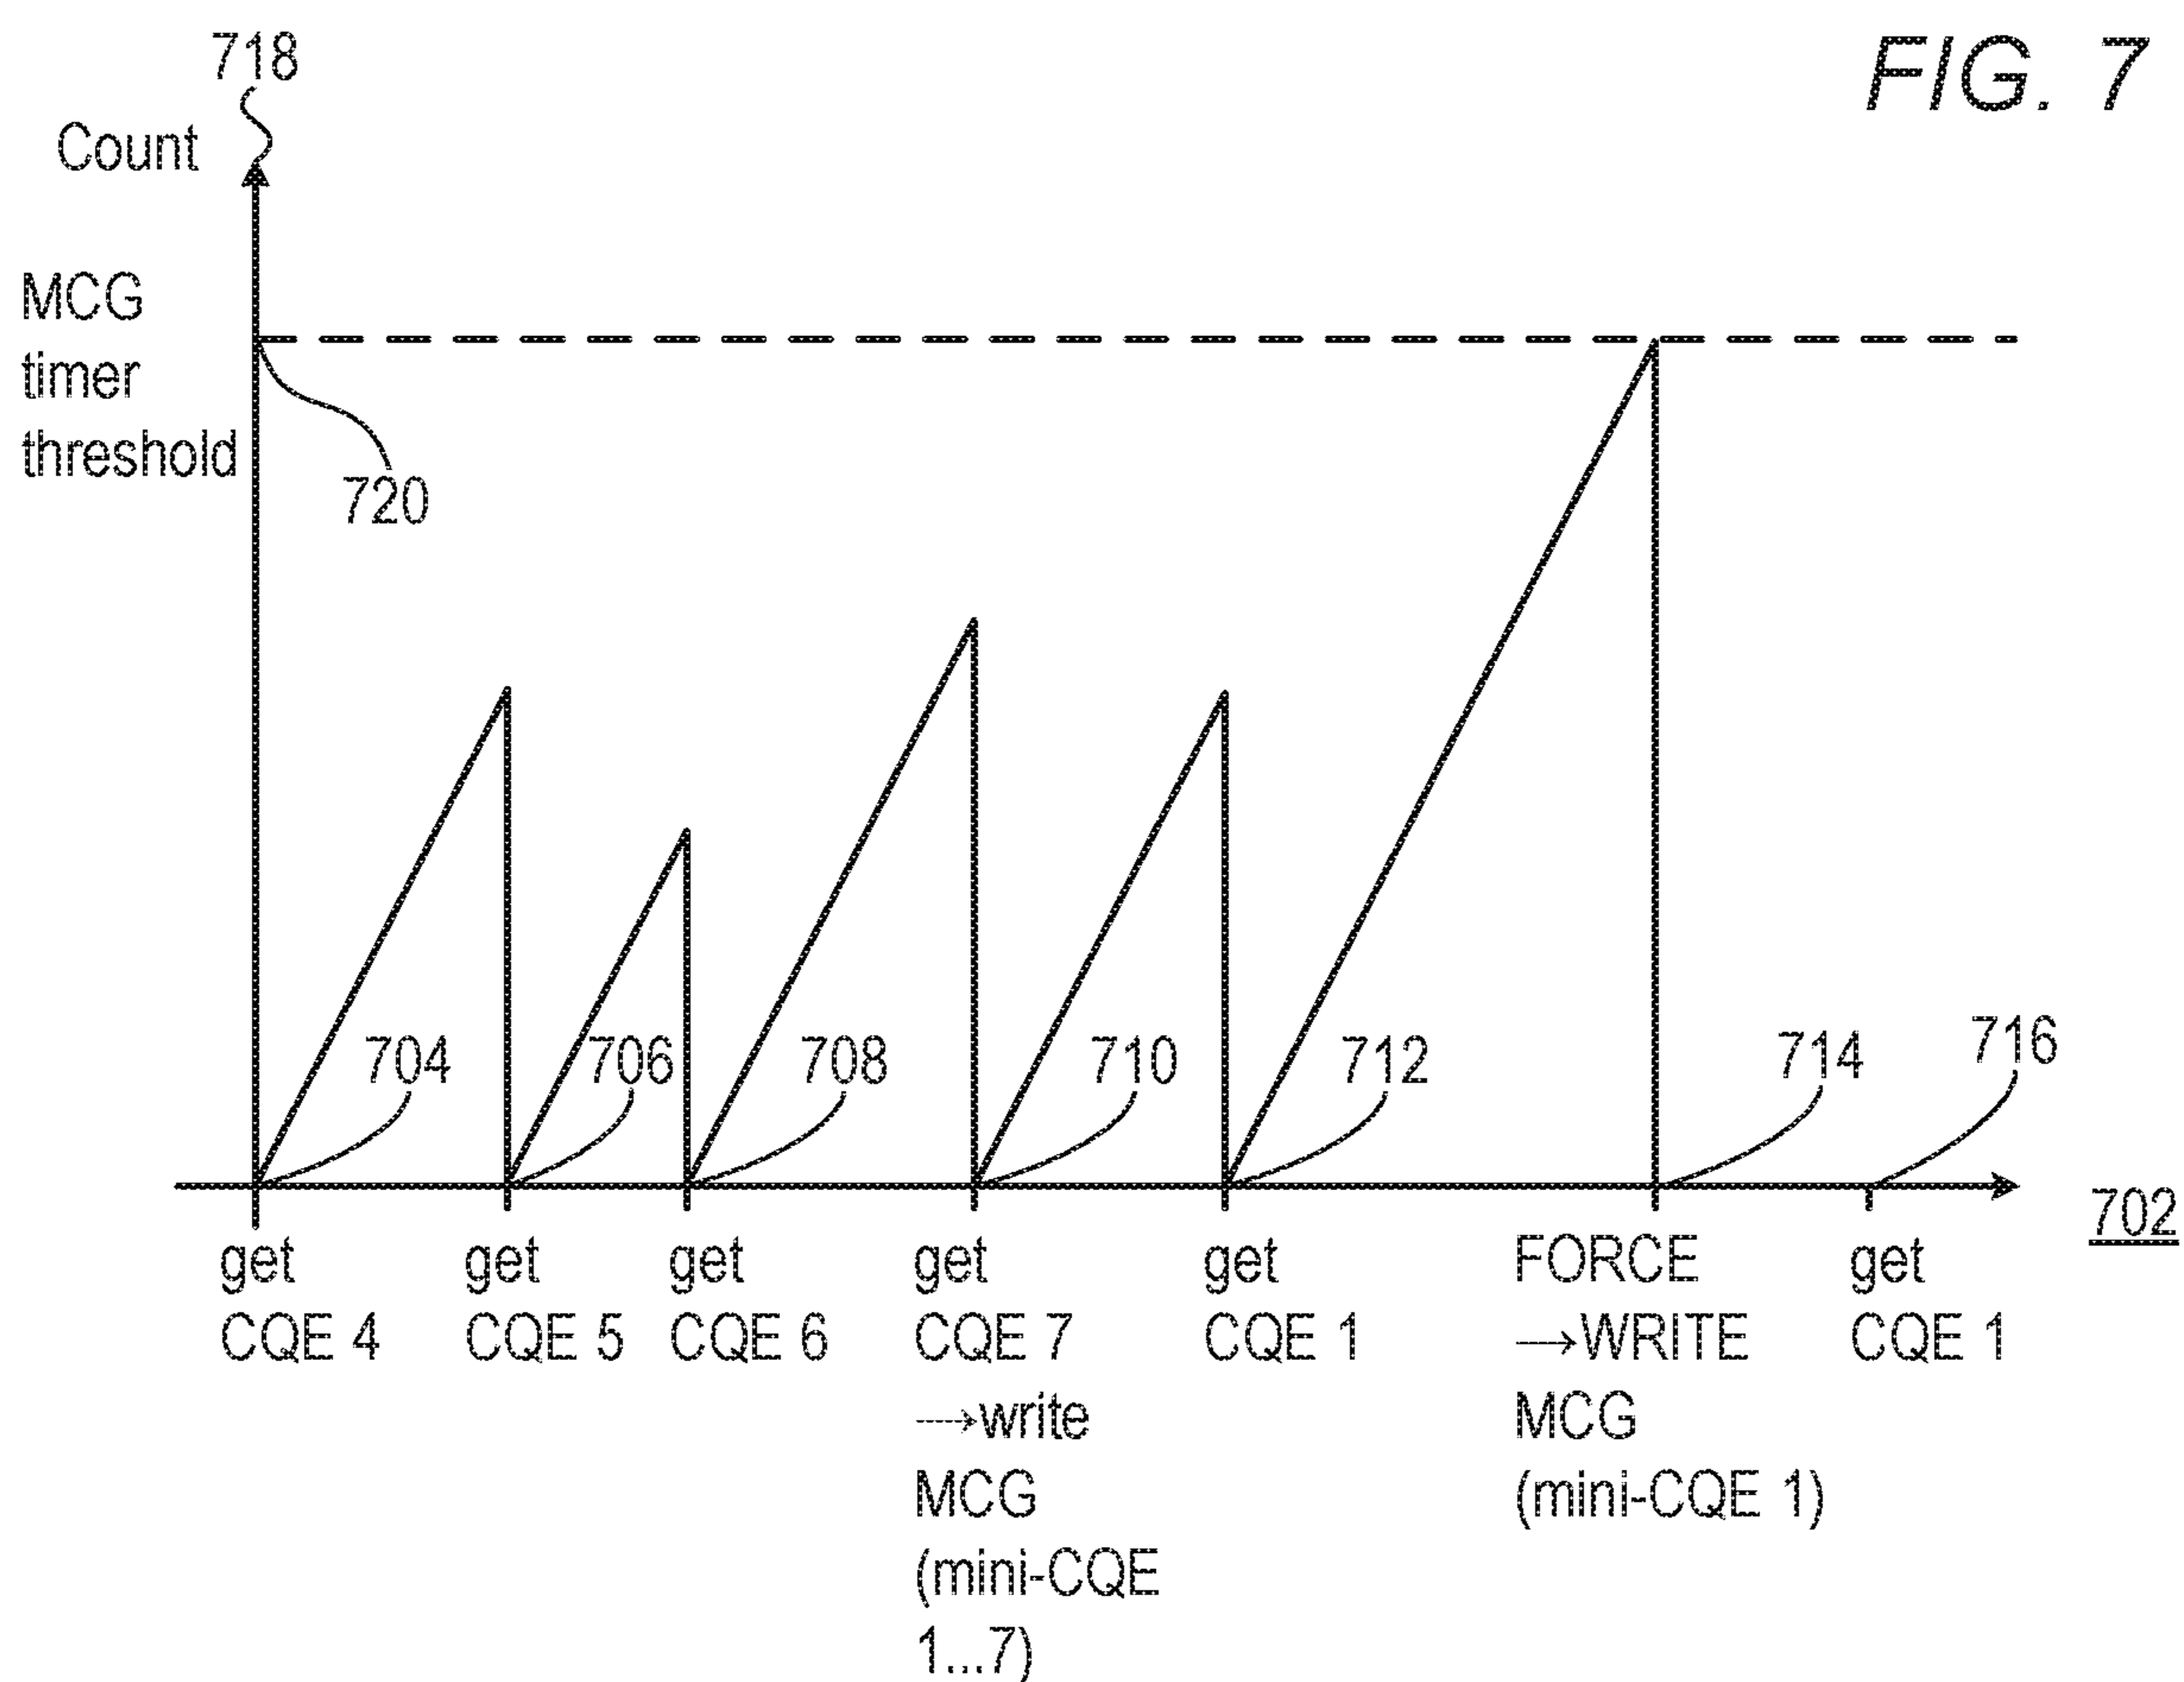 718
FIG. 7
Count
MCG
timer
threshold
720
704
706
708
710
712
714
716
702
get
CQE 4
get
CQE 5
get
CQE 6
get
CQE 7
→write
MCG
(mini-CQE
1...7)
get
CQE 1
FORCE
→WRITE
MCG
(mini-CQE 1)
get
CQE 1